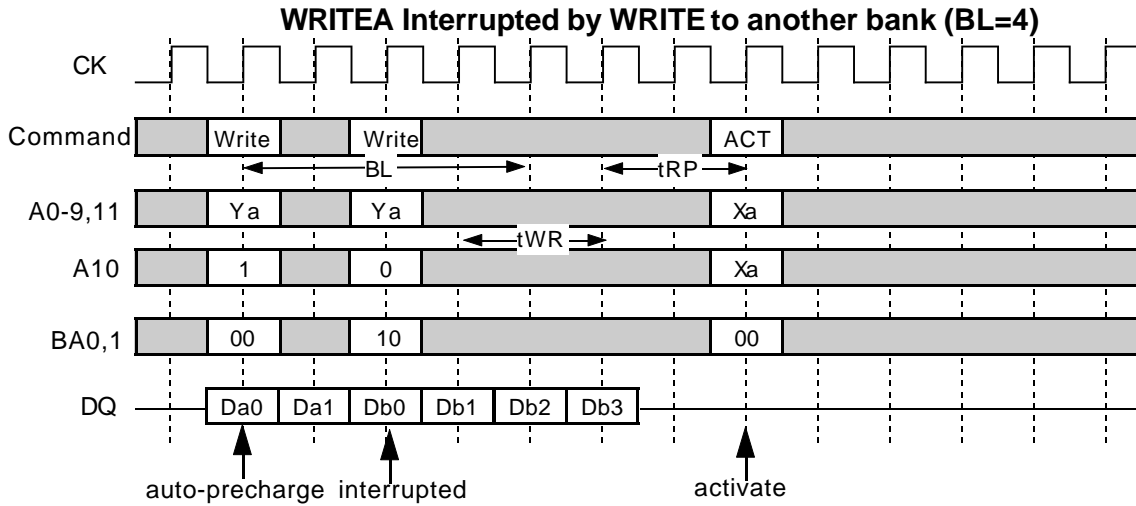 WRITEA Interrupted by WRITE to another bank (BL=4)
CK
Command Write Write ACT
BL tRP
A0-9,11 Ya Ya Xa
tWR
A10 1 0 Xa
BA0,1 00 10 00
DQ Da0 Da1 Db0 Db1 Db2 Db3
auto-precharge interrupted activate